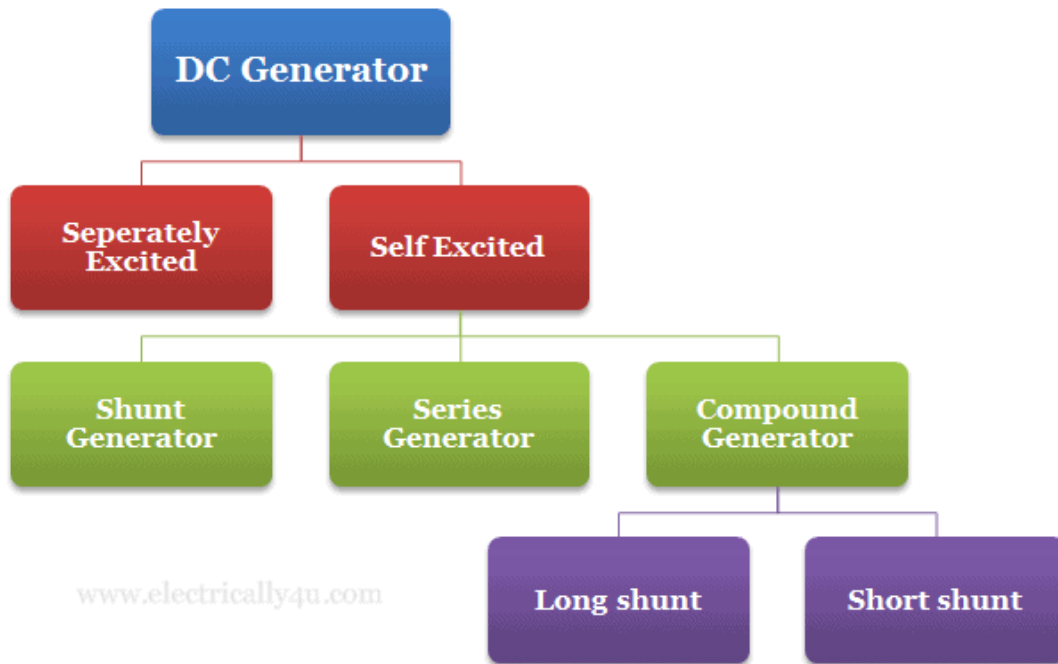 DC Generator
Seperately
Excited
Self Excited
Shunt
Generator
Series
Generator
Compound
Generator
Long shunt
Short shunt
www.electrically4u.com